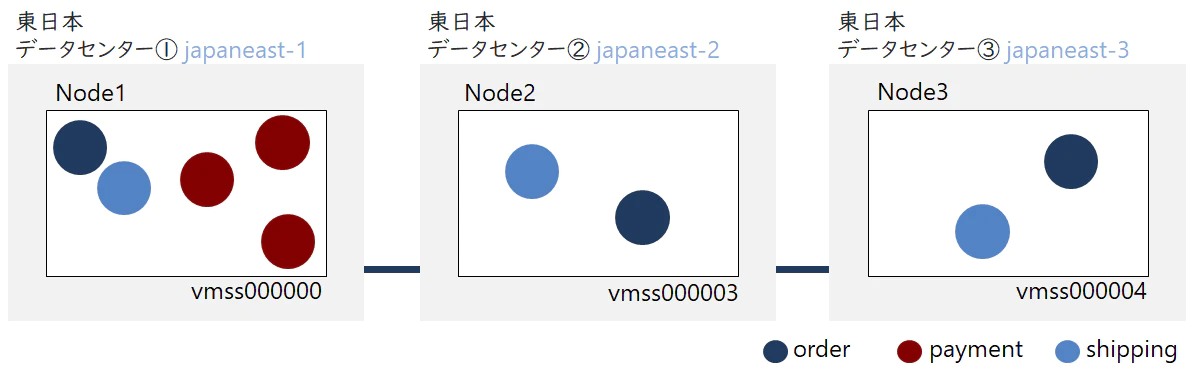 東日本
データセンター① japaneast-1
Node1
vmss000000
東日本
データセンター② japaneast-2
Node2
vmss000003
東日本
データセンター③ japaneast-3
Node3
vmss000004
order
payment
shipping